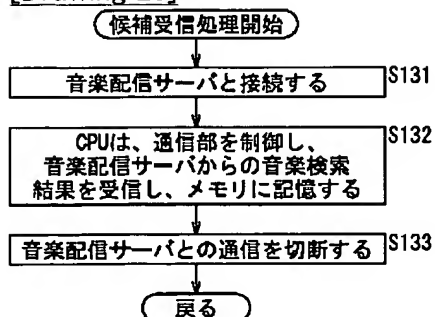 候補受信処理開始
音楽配信サーバと接続する
S131
CPUは、通信部を制御し、
音楽配信サーバからの音楽検索
結果を受信し、メモリに記憶する
S132
音楽配信サーバとの通信を切断する
S133
戻る